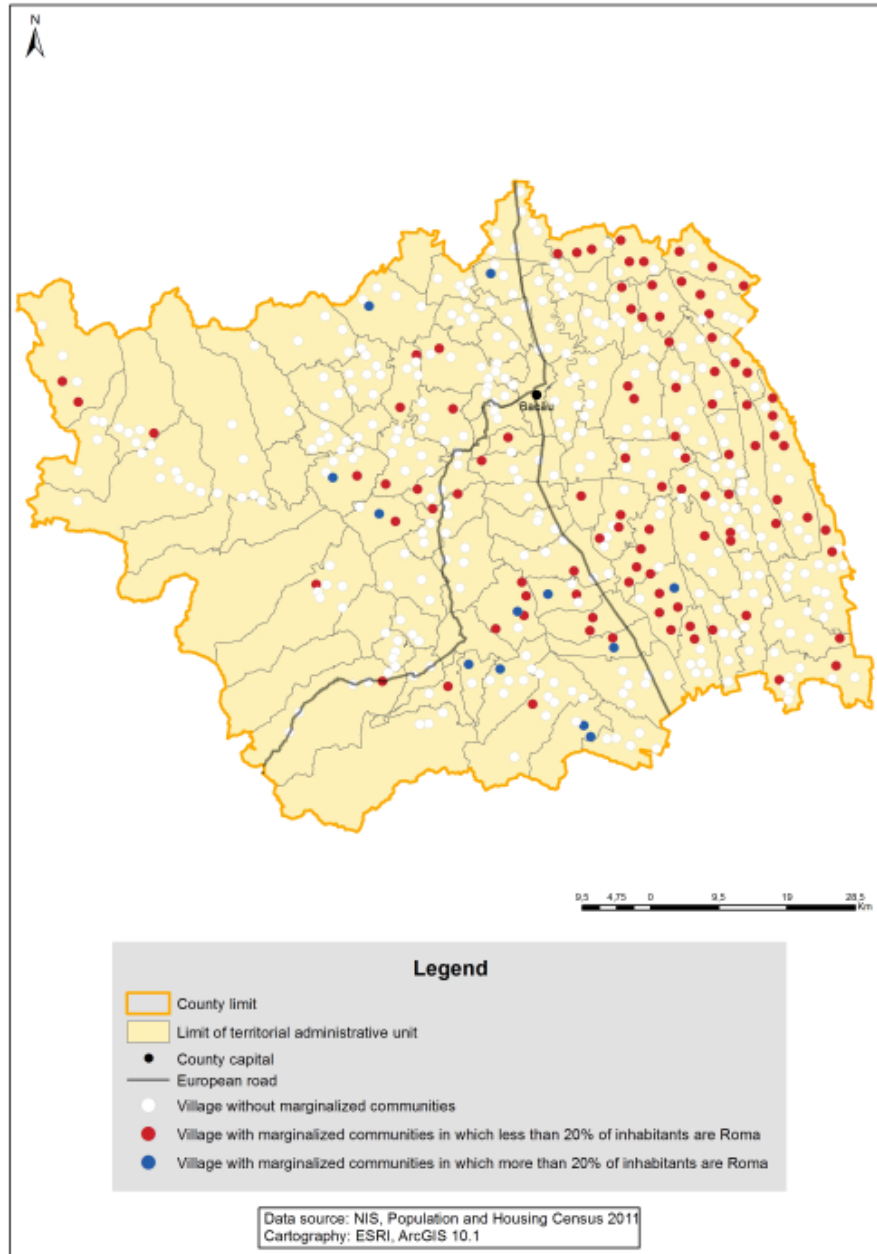 N
Bacău
9,5 4,75 0 9,5 19 28,5
Km
Legend
County limit
Limit of territorial administrative unit
County capital
European road
Village without marginalized communities
Village with marginalized communities in which less than 20% of inhabitants are Roma
Village with marginalized communities in which more than 20% of inhabitants are Roma
Data source: NIS, Population and Housing Census 2011
Cartography: ESRI, ArcGIS 10.1